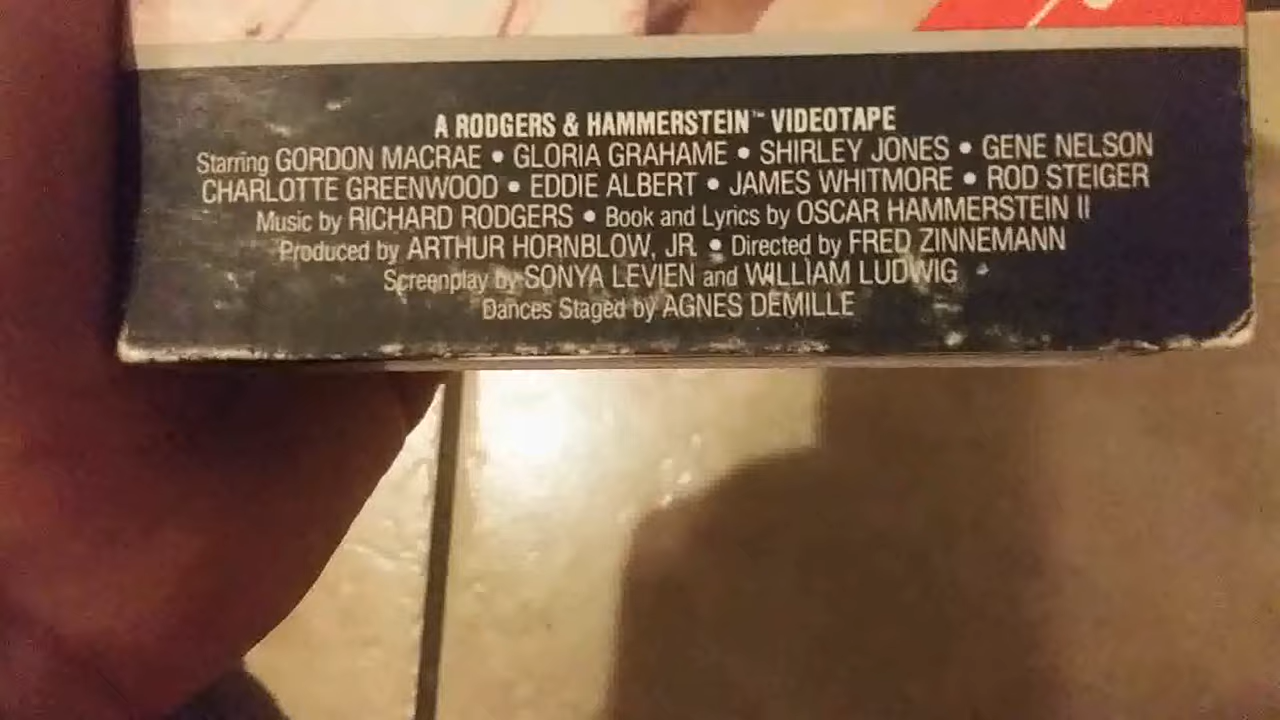 A RODGERS & HAMMERSTEIN™ VIDEOTAPE
Starring GORDON MACRAE • GLORIA GRAHAME • SHIRLEY JONES • GENE NELSON
CHARLOTTE GREENWOOD • EDDIE ALBERT • JAMES WHITMORE • ROD STEIGER
Music by RICHARD RODGERS • Book and Lyrics by OSCAR HAMMERSTEIN II
Produced by ARTHUR HORNBLOW, JR. • Directed by FRED ZINNEMANN
Screenplay by SONYA LEVIEN and WILLIAM LUDWIG
Dances Staged by AGNES DEMILLE